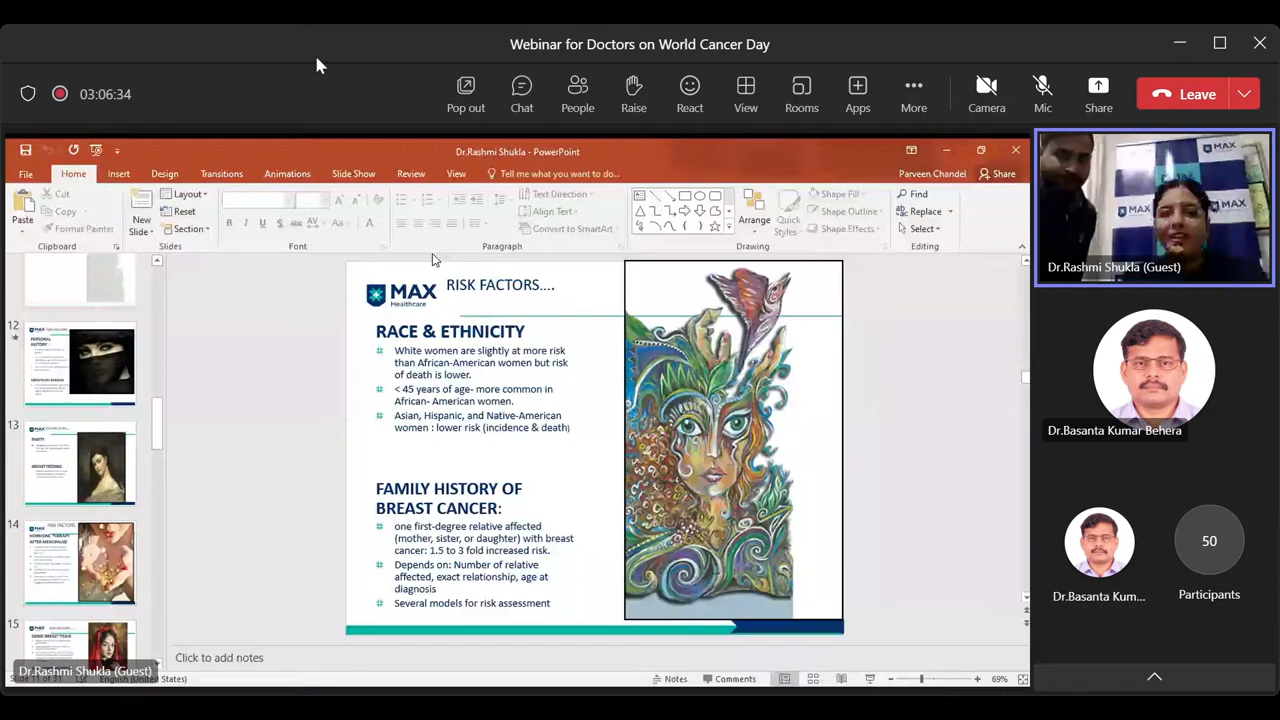 Webinar for Doctors on World Cancer Day
03:06:34
Pop out
Chat
People
Raise
React
View
Rooms
Apps
More
Camera
Mic
Share
Leave
Dr.Rashmi Shukla - PowerPoint
File
Home
Insert
Design
Transitions
Animations
Slide Show
Review
View
Tell me what you want to do...
Parveen Chandel
Share
Paste
Cut
Copy
Format Painter
Clipboard
New
Slide
Layout
Reset
Section
Slides
Font
Text Direction
Align Text
Convert to SmartArt
Paragraph
Arrange
Quick
Styles
Shape Fill
Shape Outline
Shape Effects
Drawing
Find
Replace
Select
Editing
12
13
14
15
MAX
Healthcare
RISK FACTORS....
RACE & ETHNICITY
# White women are slightly at more risk
than African-American women but risk
of death is lower.
# < 45 years of age- more common in
African- American women.
# Asian, Hispanic, and Native-American
women : lower risk (incidence & death)
FAMILY HISTORY OF
BREAST CANCER:
# one first-degree relative affected
(mother, sister, or daughter) with breast
cancer: 1.5 to 3 fold increased risk.
# Depends on: Number of relative
affected, exact relationship, age at
diagnosis
# Several models for risk assessment
Click to add notes
Dr.Rashmi Shukla (Guest)
Slide 11 of 31
English (United States)
Notes
Comments
69%
MAX
MAX
MAX
Dr.Rashmi Shukla (Guest)
Dr.Basanta Kumar Behera
Dr.Basanta Kum...
50
Participants